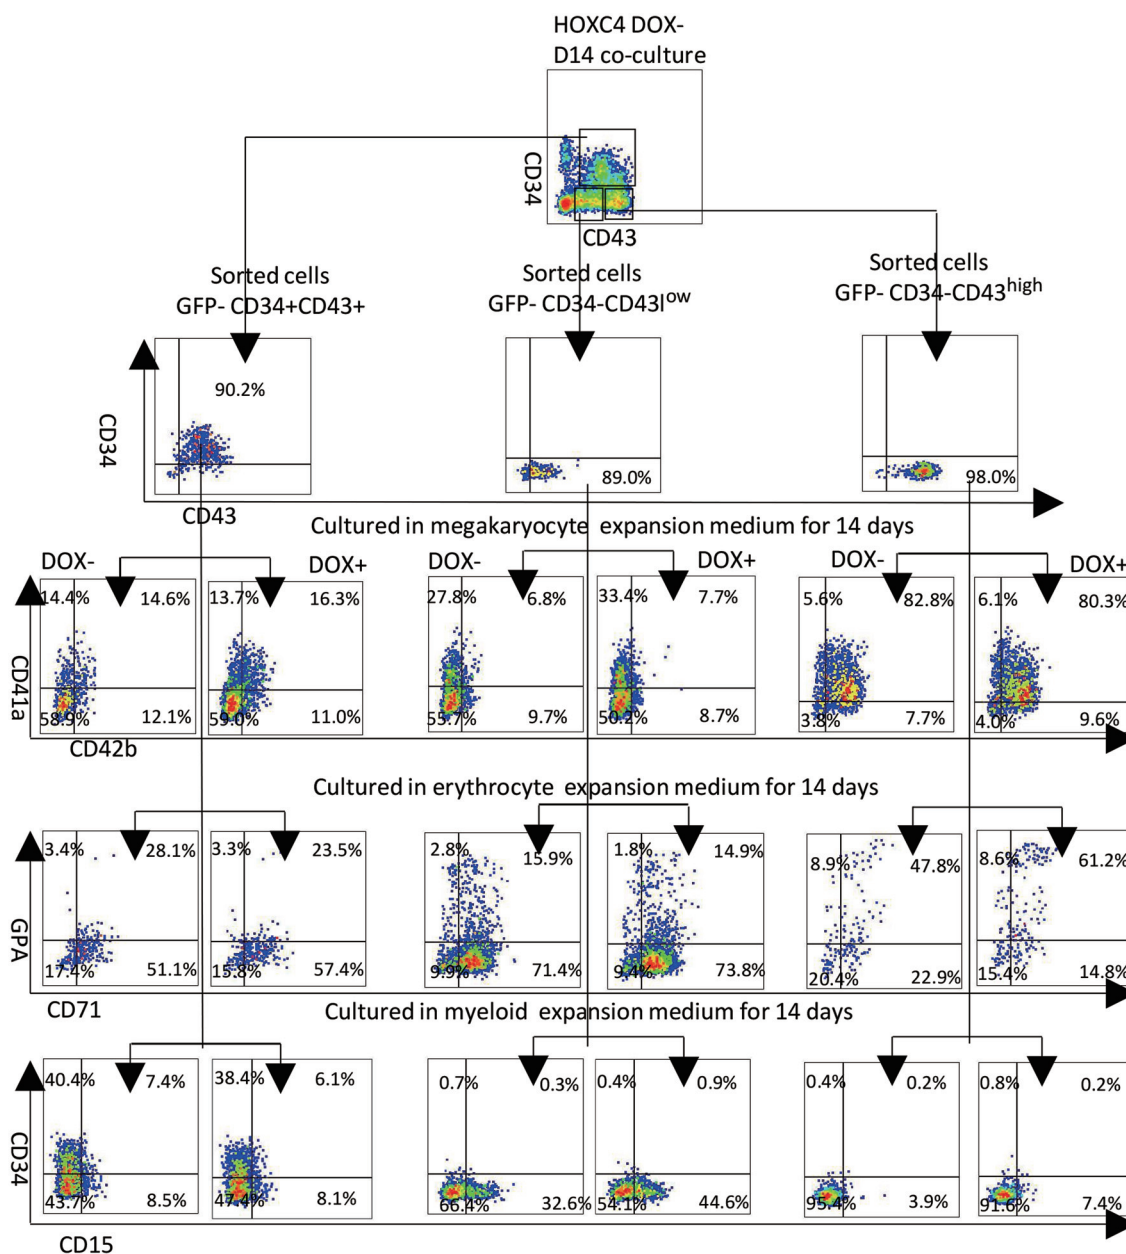 HOXC4 DOX-
D14 co-culture
CD34
CD43
Sorted cells
GFP- CD34+CD43+
Sorted cells
GFP- CD34-CD43low
Sorted cells
GFP- CD34-CD43high
CD34
90.2%
89.0%
98.0%
CD43
Cultured in megakaryocyte expansion medium for 14 days
DOX- DOX+ DOX- DOX+ DOX- DOX+
14.4% 14.6% 13.7% 16.3% 27.8% 6.8% 33.4% 7.7% 5.6% 82.8% 6.1% 80.3%
CD41a
58.9% 12.1% 59.0% 11.0% 55.7% 9.7% 50.2% 8.7% 3.8% 7.7% 4.0% 9.6%
CD42b
Cultured in erythrocyte expansion medium for 14 days
3.4% 28.1% 3.3% 23.5% 2.8% 15.9% 1.8% 14.9% 8.9% 47.8% 8.6% 61.2%
GPA
17.4% 51.1% 15.8% 57.4% 9.9% 71.4% 9.4% 73.8% 20.4% 22.9% 15.4% 14.8%
CD71
Cultured in myeloid expansion medium for 14 days
40.4% 7.4% 38.4% 6.1% 0.7% 0.3% 0.4% 0.9% 0.4% 0.2% 0.8% 0.2%
CD34
43.7% 8.5% 47.4% 8.1% 66.4% 32.6% 54.1% 44.6% 95.4% 3.9% 91.6% 7.4%
CD15